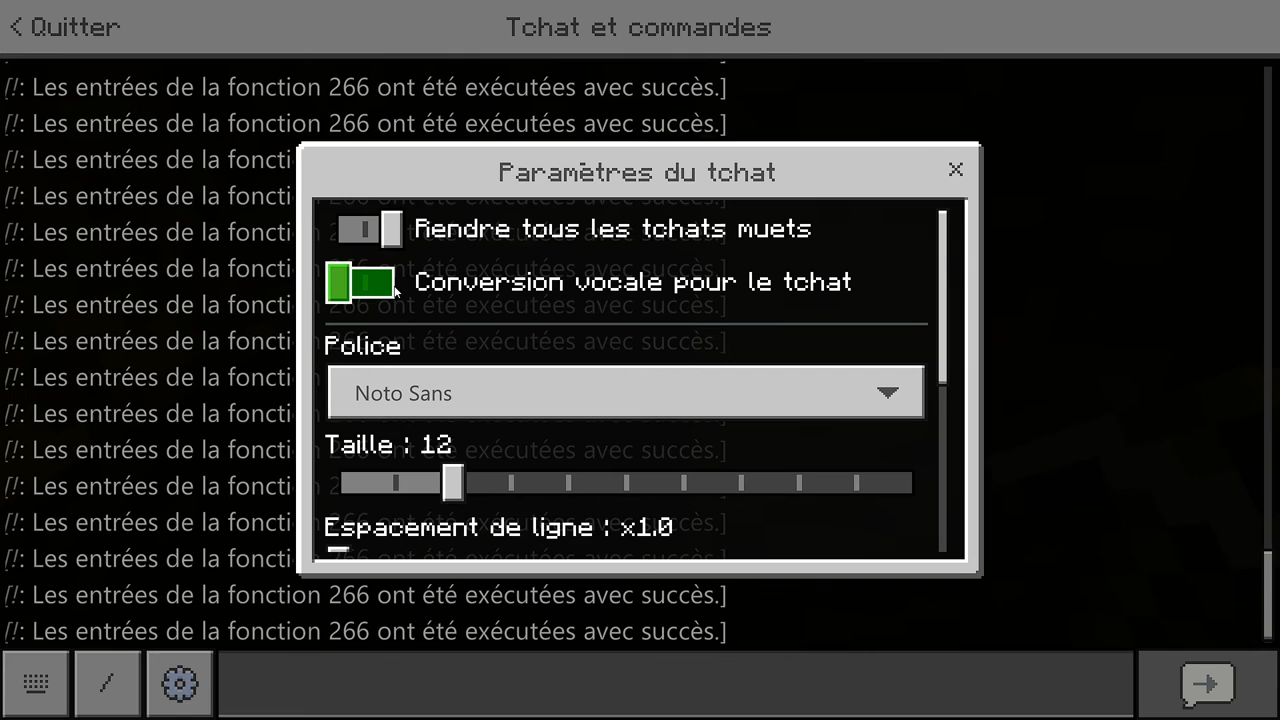 < Quitter
Tchat et commandes
[!: Les entrées de la fonction 266 ont été exécutées avec succès.]
[!: Les entrées de la fonction 266 ont été exécutées avec succès.]
[!: Les entrées de la foncti
[!: Les entrées de la foncti
[!: Les entrées de la foncti
[!: Les entrées de la foncti
[!: Les entrées de la foncti
[!: Les entrées de la foncti
[!: Les entrées de la foncti
[!: Les entrées de la foncti
[!: Les entrées de la foncti
[!: Les entrées de la foncti
[!: Les entrées de la foncti
[!: Les entrées de la foncti
[!: Les entrées de la fonction 266 ont été exécutées avec succès.]
[!: Les entrées de la fonction 266 ont été exécutées avec succès.]
Paramètres du tchat
Rendre tous les tchats muets
Conversion vocale pour le tchat
Police
Noto Sans
Taille : 12
Espacement de ligne : x1.0
/